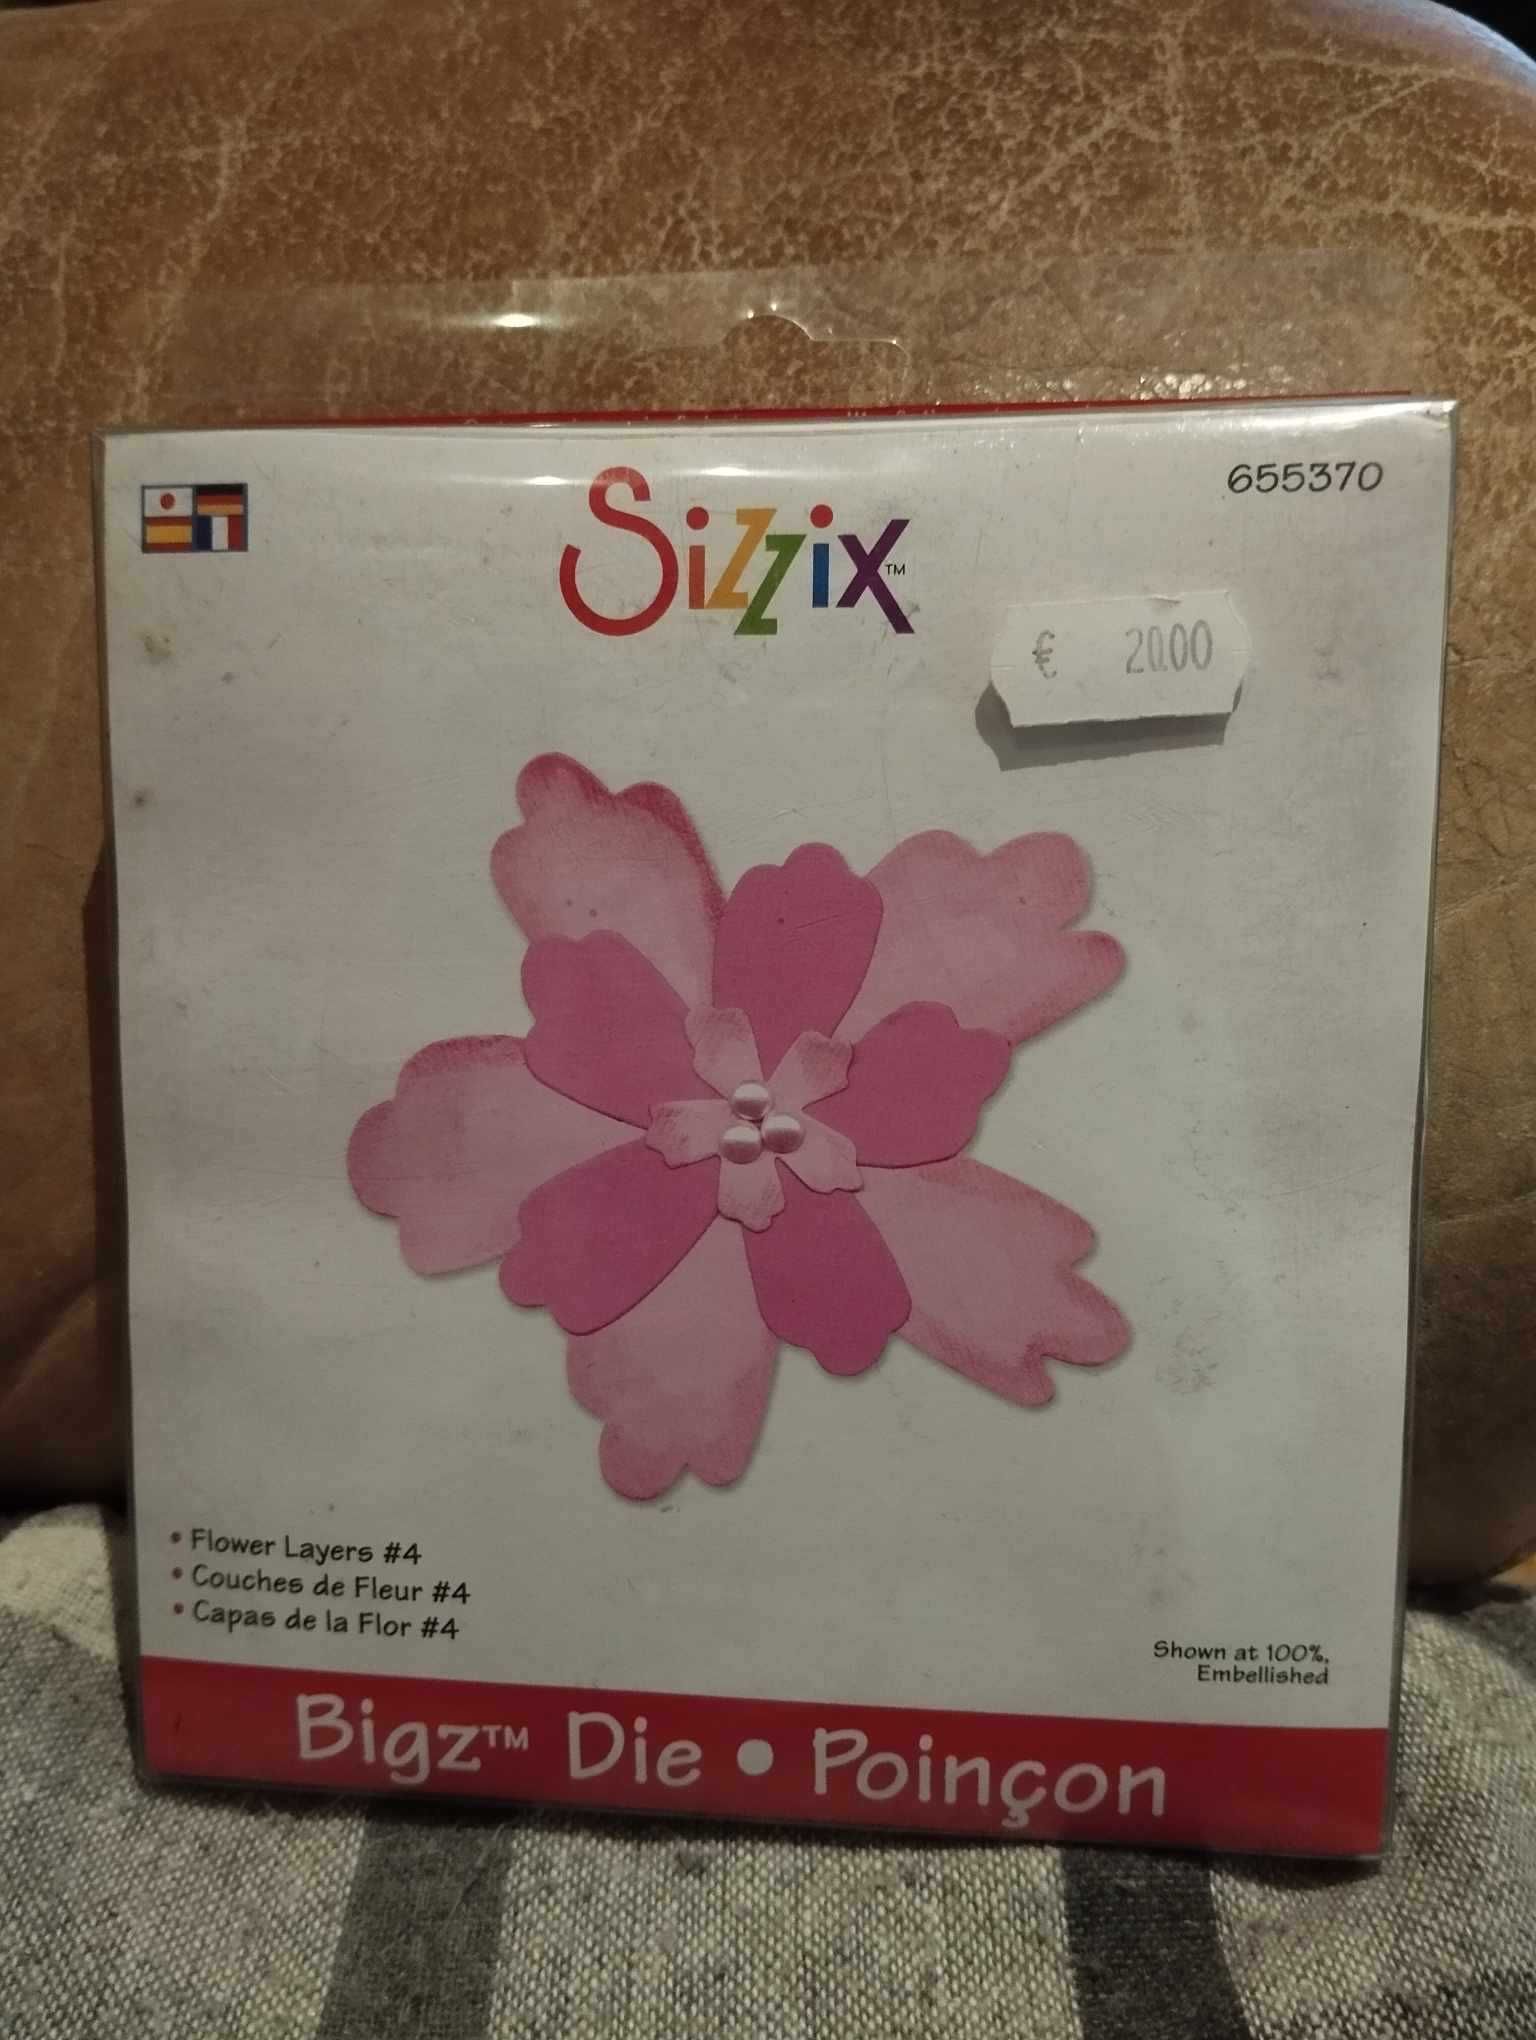 655370
Sizzix™
€ 20.00
• Flower Layers #4
• Couches de Fleur #4
• Capas de la Flor #4
Shown at 100%,
Embellished
Bigz™ Die • Poinçon